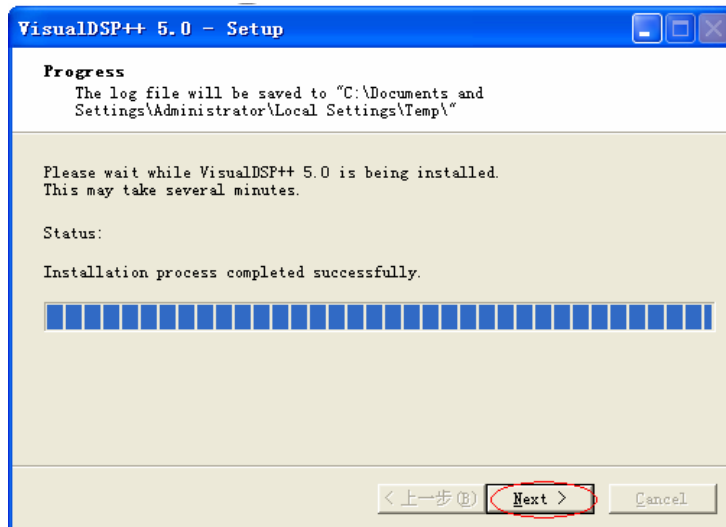 VisualDSP++ 5.0 - Setup
Progress
The log file will be saved to "C:\Documents and
Settings\Administrator\Local Settings\Temp\"
Please wait while VisualDSP++ 5.0 is being installed.
This may take several minutes.
Status:
Installation process completed successfully.
< 上一步(B) Next > Cancel